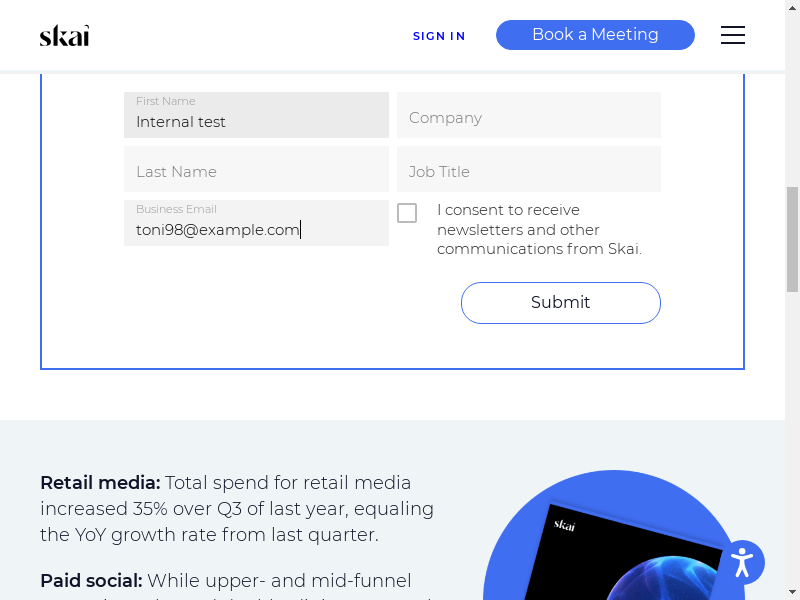 skai
SIGN IN
Book a Meeting
First Name
Internal test
Company
Last Name
Job Title
Business Email
toni98@example.com
I consent to receive
newsletters and other
communications from Skai.
Submit
Retail media: Total spend for retail media
increased 35% over Q3 of last year, equaling
the YoY growth rate from last quarter.
skai
Paid social: While upper- and mid-funnel